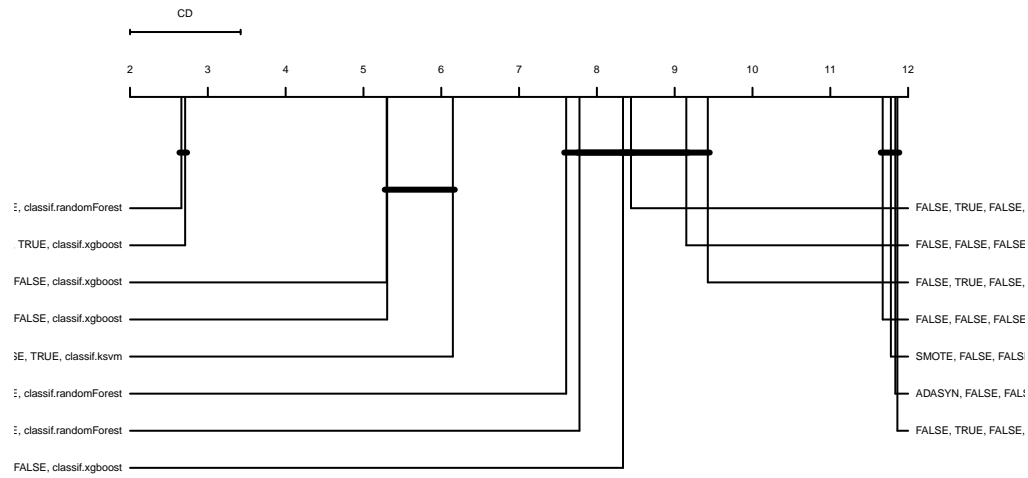 CD
2 3 4 5 6 7 8 9 10 11 12
, classif.randomForest
TRUE, classif.xgboost
FALSE, classif.xgboost
FALSE, classif.xgboost
SE, TRUE, classif.ksvm
, classif.randomForest
, classif.randomForest
FALSE, classif.xgboost
FALSE, TRUE, FALSE,
FALSE, FALSE, FALSE
FALSE, TRUE, FALSE,
FALSE, FALSE, FALSE
SMOTE, FALSE, FALS
ADASYN, FALSE, FALS
FALSE, TRUE, FALSE,